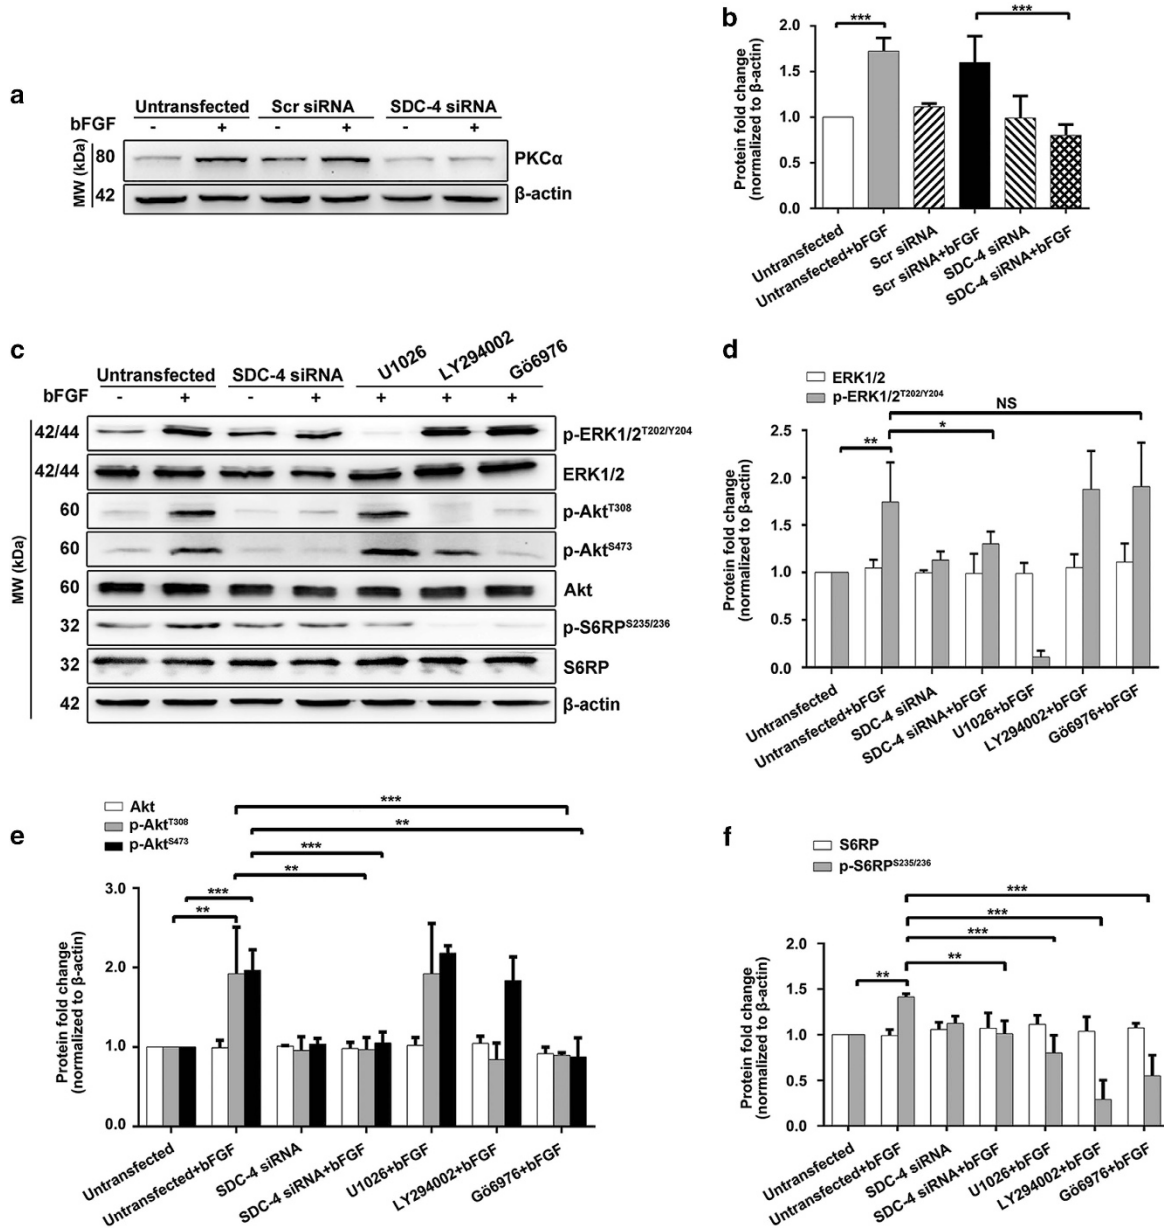 a
Untransfected Scr siRNA SDC-4 siRNA
bFGF - + - + - +
MW (kDa)
80 PKCα
42 β-actin
b
Protein fold change
(normalized to β-actin)
2.0
1.5
1.0
0.5
0.0
***
***
Untransfected
Untransfected+bFGF
Scr siRNA
Scr siRNA+bFGF
SDC-4 siRNA
SDC-4 siRNA+bFGF
c
Untransfected SDC-4 siRNA U1026 LY294002 Gö6976
bFGF - + - + + + +
MW (kDa)
42/44 p-ERK1/2T202/Y204
42/44 ERK1/2
60 p-AktT308
60 p-AktS473
60 Akt
32 p-S6RPS235/236
32 S6RP
42 β-actin
d
ERK1/2
p-ERK1/2T202/Y204
NS
*
**
Protein fold change
(normalized to β-actin)
2.5
2.0
1.5
1.0
0.5
0.0
Untransfected
Untransfected+bFGF
SDC-4 siRNA
SDC-4 siRNA+bFGF
U1026+bFGF
LY294002+bFGF
Gö6976+bFGF
e
Akt
p-AktT308
p-AktS473
***
**
***
**
***
**
Protein fold change
(normalized to β-actin)
3.0
2.0
1.0
0.0
Untransfected
Untransfected+bFGF
SDC-4 siRNA
SDC-4 siRNA+bFGF
U1026+bFGF
LY294002+bFGF
Gö6976+bFGF
f
S6RP
p-S6RPS235/236
***
***
***
**
**
Protein fold change
(normalized to β-actin)
2.0
1.5
1.0
0.5
0.0
Untransfected
Untransfected+bFGF
SDC-4 siRNA
SDC-4 siRNA+bFGF
U1026+bFGF
LY294002+bFGF
Gö6976+bFGF